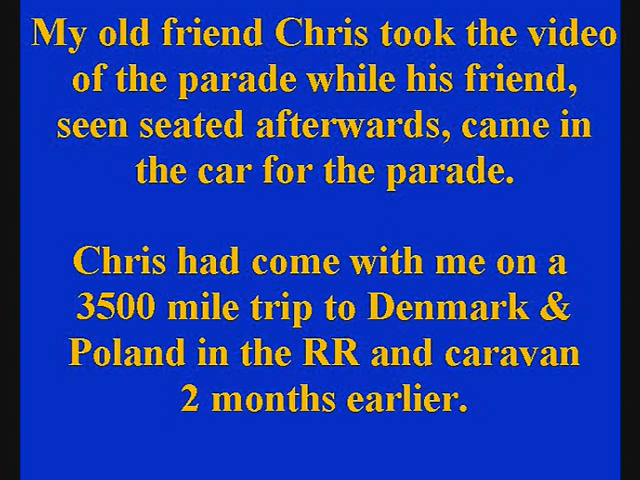 My old friend Chris took the video
of the parade while his friend,
seen seated afterwards, came in
the car for the parade.
Chris had come with me on a
3500 mile trip to Denmark &
Poland in the RR and caravan
2 months earlier.